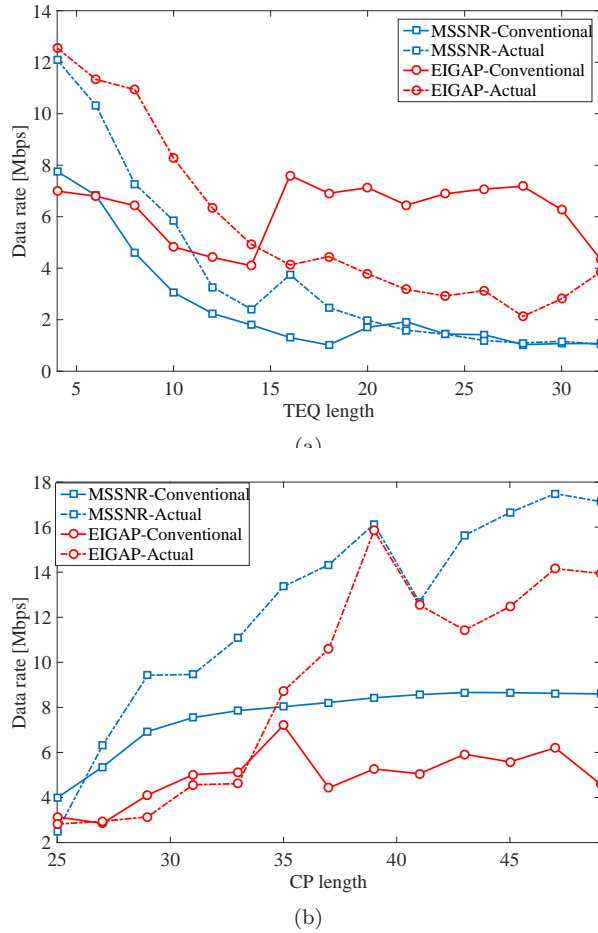 14
12
10
8
6
4
2
0
Data rate [Mbps]
MSSNR-Conventional
MSSNR-Actual
EIGAP-Conventional
EIGAP-Actual
5 10 15 20 25 30
TEQ length
(a)
18
16
14
12
10
8
6
4
2
Data rate [Mbps]
MSSNR-Conventional
MSSNR-Actual
EIGAP-Conventional
EIGAP-Actual
25 30 35 40 45
CP length
(b)